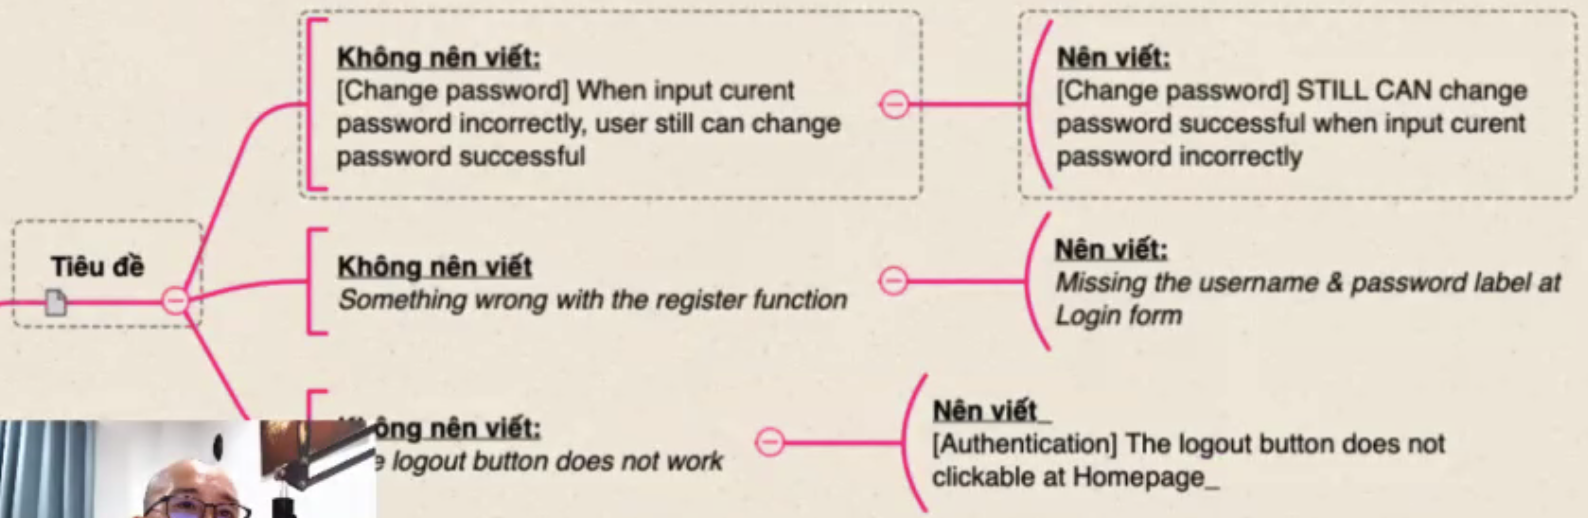 Tiêu đề
Không nên viết:
[Change password] When input curent
password incorrectly, user still can change
password successful
Nên viết:
[Change password] STILL CAN change
password successful when input curent
password incorrectly
Không nên viết
Something wrong with the register function
Nên viết:
Missing the username & password label at
Login form
nên viết:
logout button does not work
Nên viết_
[Authentication] The logout button does not
clickable at Homepage_